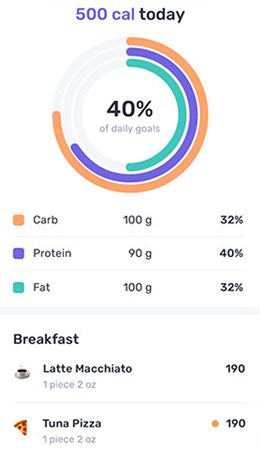 500 cal today
40%
of daily goals
Carb 100 g 32%
Protein 90 g 40%
Fat 100 g 32%
Breakfast
Latte Macchiato 190
1 piece 2 oz
Tuna Pizza 190
1 piece 2 oz